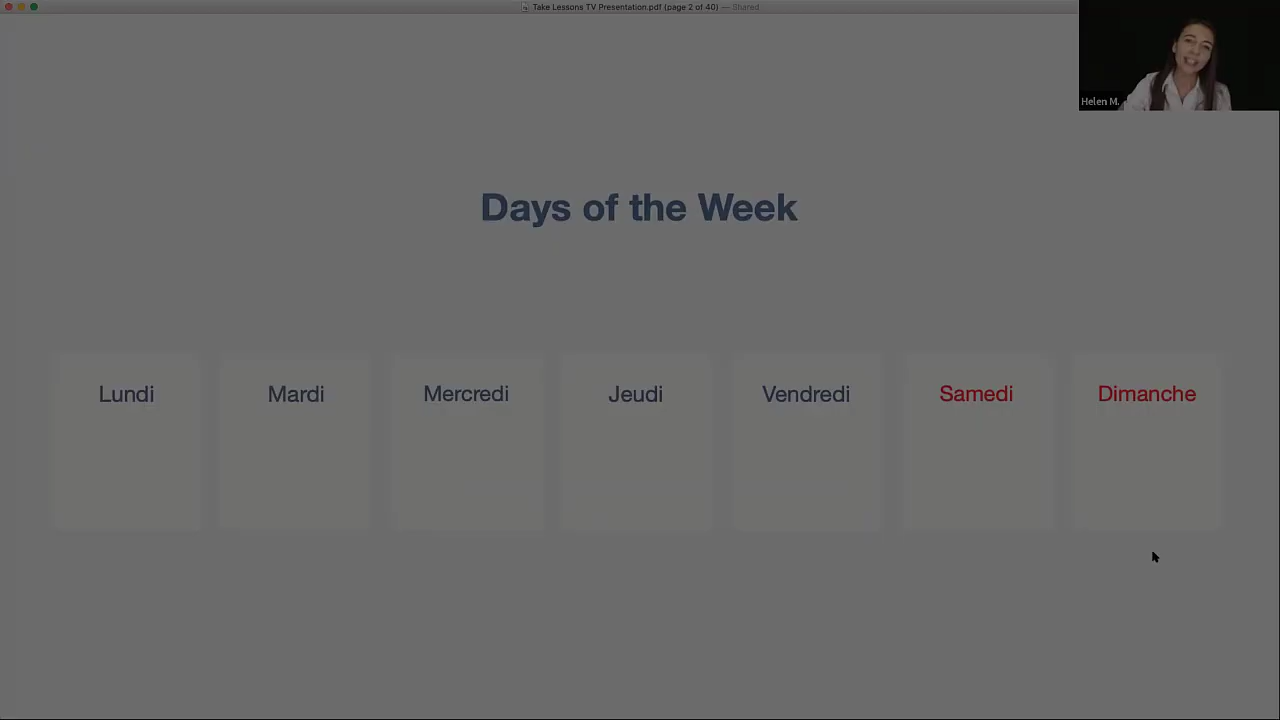 Take Lessons TV Presentation.pdf (page 2 of 40) — Shared
Helen M.
Days of the Week
Lundi
Mardi
Mercredi
Jeudi
Vendredi
Samedi
Dimanche